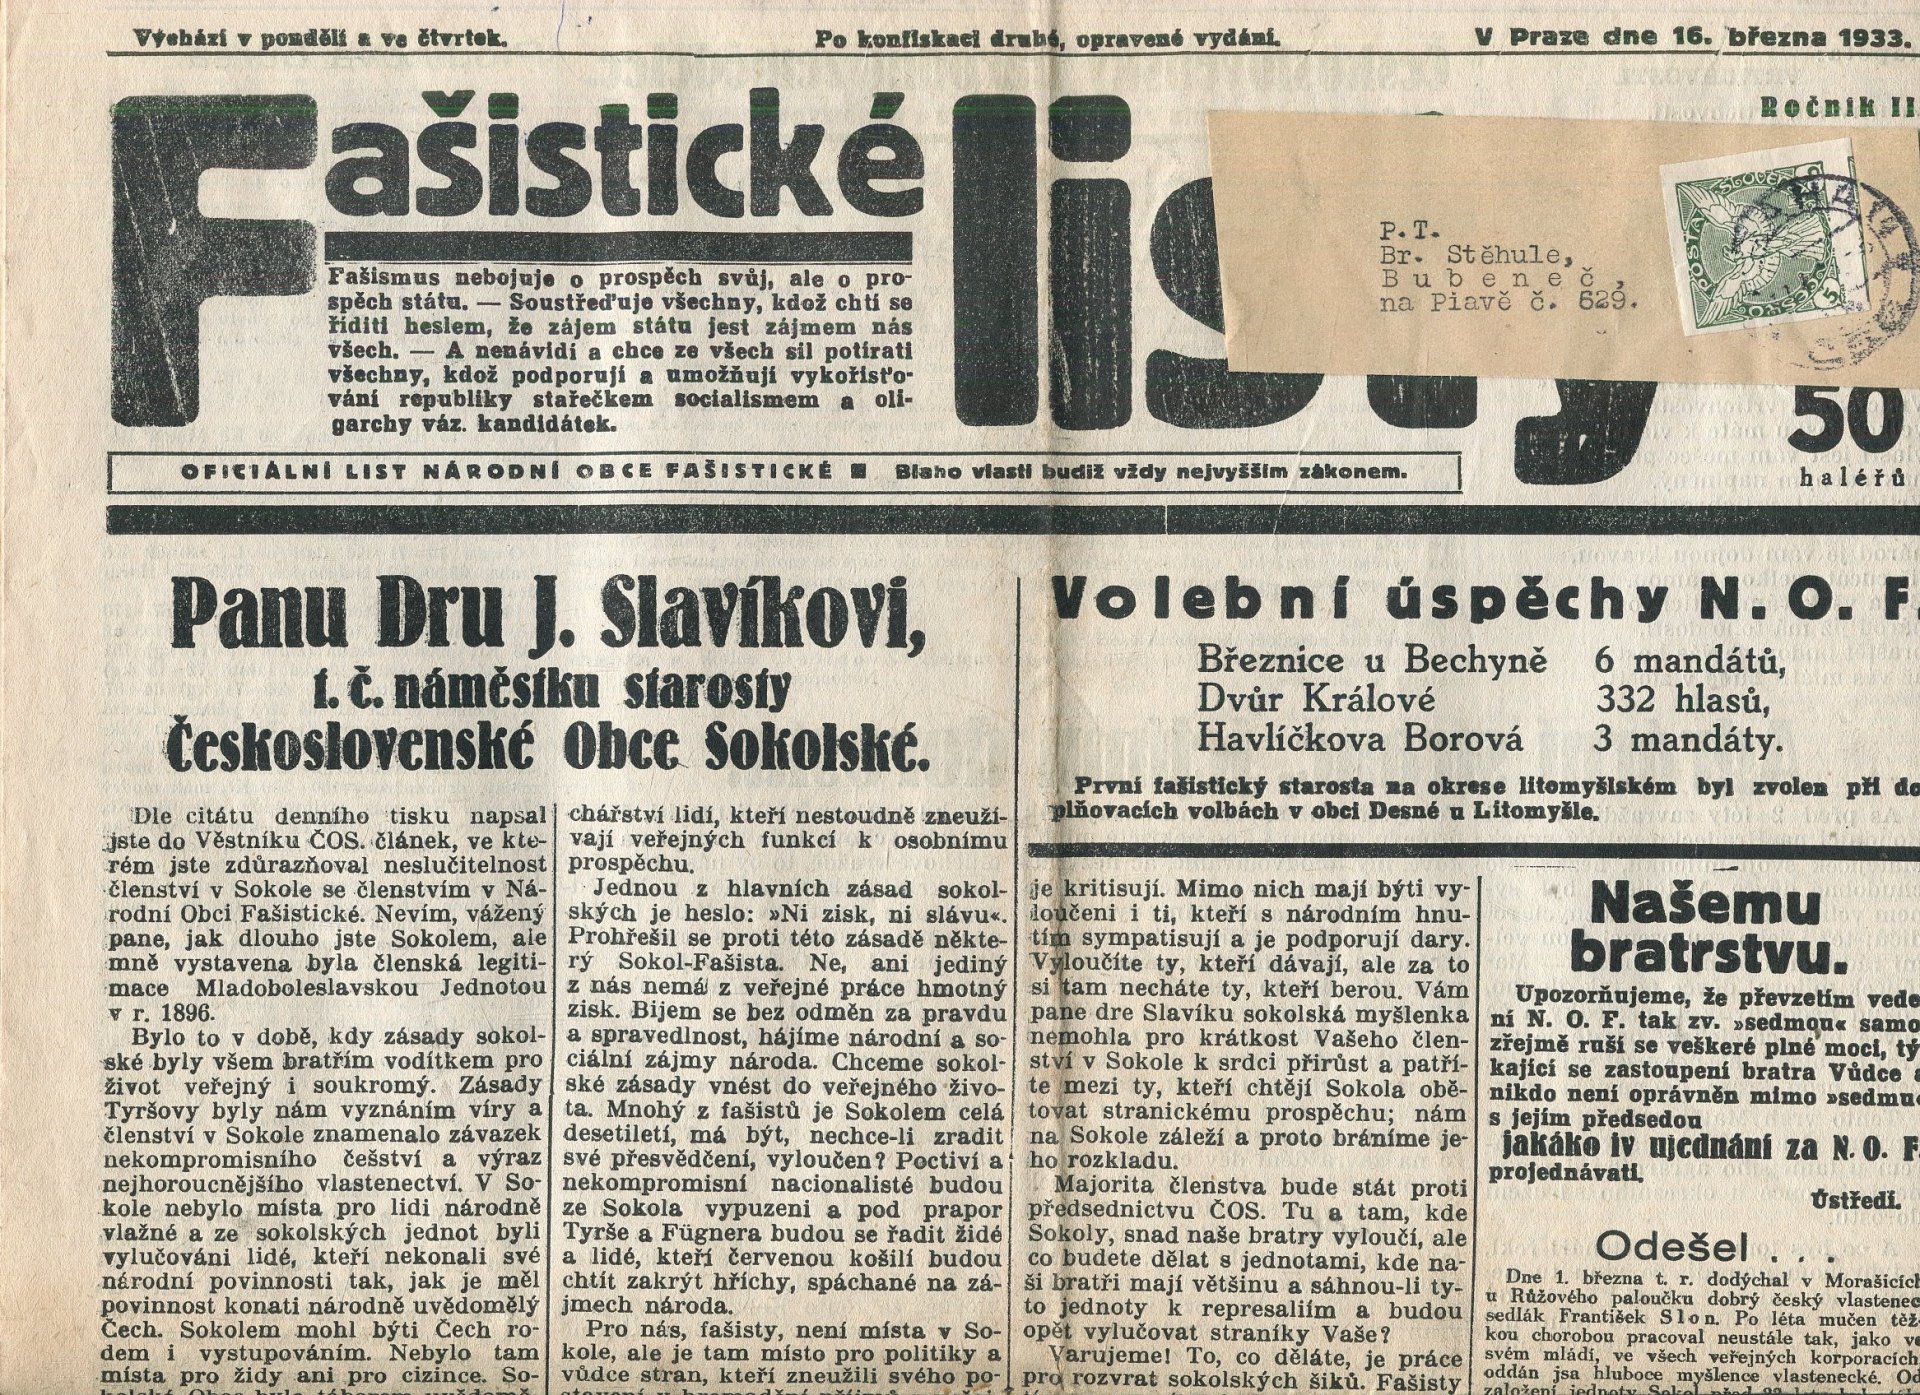 Vychází v pondělí a ve čtvrtek.
Po konfiskaci druhé, opravené vydání.
V Praze dne 16. března 1933.
Ročník II
Fašistické listy
Fašismus nebojuje o prospěch svůj, ale o pro-
spěch státu. — Soustřeďuje všechny, kdož chtí se
říditi heslem, že zájem státu jest zájmem nás
všech. — A nenávidí a chce ze všech sil potírati
všechny, kdož podporují a umožňují vykořisťo-
vání republiky stařečkem socialismem a oli-
garchy váz. kandidátek.
P.T.
Br. Stěhule,
Bubeneč,
na Piavě č. 629.
POŠTA
50
haléřů
OFICIÁLNÍ LIST NÁRODNÍ OBCE FAŠISTICKÉ ■ Blaho vlasti budiž vždy nejvyšším zákonem.
Panu Dru J. Slavíkovi,
1. č. náměstku starosty
Československé Obce Sokolské.
Dle citátu denního tisku napsal
jste do Věstníku ČOS. článek, ve kte-
rém jste zdůrazňoval neslučitelnost
členství v Sokole se členstvím v Ná-
rodní Obci Fašistické. Nevím, vážený
pane, jak dlouho jste Sokolem, ale
mně vystavena byla členská legiti-
mace Mladoboleslavskou Jednotou
v r. 1896.
Bylo to v době, kdy zásady sokol-
ské byly všem bratřím vodítkem pro
život veřejný i soukromý. Zásady
Tyršovy byly nám vyznáním víry a
členství v Sokole znamenalo závazek
nekompromisního češství a výraz
nejhoroucnějšího vlastenectví. V So-
kole nebylo místa pro lidi národně
vlažné a ze sokolských jednot byli
vylučováni lidé, kteří nekonali své
národní povinnosti tak, jak je měl
povinnost konati národně uvědomělý
Čech. Sokolem mohl býti Čech ro-
dem i vystupováním. Nebylo tam
místa pro židy ani pro cizince. So-
kolská Obec byla táborem uvědomě-
chářství lidí, kteří nestoudně zneuží-
vají veřejných funkcí k osobnímu
prospěchu.
Jednou z hlavních zásad sokol-
ských je heslo: »Ni zisk, ni slávu«.
Prohřešil se proti této zásadě někte-
rý Sokol-Fašista. Ne, ani jediný
z nás nemá z veřejné práce hmotný
zisk. Bijem se bez odměn za pravdu
a spravedlnost, hájíme národní a so-
ciální zájmy národa. Chceme sokol-
ské zásady vnést do veřejného živo-
ta. Mnohý z fašistů je Sokolem celá
desetiletí, má být, nechce-li zradit
své přesvědčení, vyloučen? Poctiví a
nekompromisní nacionalisté budou
ze Sokola vypuzeni a pod prapor
Tyrše a Fügnera budou se řadit židé
a lidé, kteří červenou košilí budou
chtít zakrýt hříchy, spáchané na zá-
jmech národa.
Pro nás, fašisty, není místa v So-
kole, ale je tam místo pro politiky a
vůdce stran, kteří zneužili svého po-
Volební úspěchy N. O. F.
Březnice u Bechyně 6 mandátů,
Dvůr Králové 332 hlasů,
Havlíčkova Borová 3 mandáty.
První fašistický starosta na okrese litomyšlském byl zvolen při do
plňovacích volbách v obci Desné u Litomyšle.
je kritisují. Mimo nich mají býti vy-
loučeni i ti, kteří s národním hnu-
tím sympatisují a je podporují dary.
Vyloučíte ty, kteří dávají, ale za to
si tam necháte ty, kteří berou. Vám
pane dre Slavíku sokolská myšlenka
nemohla pro krátkost Vašeho člen-
ství v Sokole k srdci přirůst a patří-
te mezi ty, kteří chtějí Sokola obě-
tovat stranickému prospěchu; nám
na Sokole záleží a proto bráníme je-
ho rozkladu.
Majorita členstva bude stát proti
předsednictvu ČOS. Tu a tam, kde
Sokoly, snad naše bratry vyloučí, ale
co budete dělat s jednotami, kde na-
ši bratři mají většinu a sáhnou-li ty-
to jednoty k represaliím a budou
opět vylučovat straníky Vaše?
Varujeme! To, co děláte, je práce
pro rozvrat sokolských šiků. Fašisty
Našemu
bratrstvu.
Upozorňujeme, že převzetím vede
ní N. O. F. tak zv. »sedmou« samo
zřejmě ruší se veškeré plné moci, tý
kající se zastoupení bratra Vůdce a
nikdo není oprávněn mimo »sedmu«
s jejím předsedou
jakáko iv ujednání za N. O. F.
projednávati.
Ústředí.
Odešel . . .
Dne 1. března t. r. dodýchal v Morašicích
u Růžového paloučku dobrý český vlastenec
sedlák František Slon. Po léta mučen těž-
kou chorobou pracoval neustále tak, jako ve
svém mládí, ve všech veřejných korporacích
oddán jsa hluboce myšlence vlastenecké. Od
založení jednoty Sokol